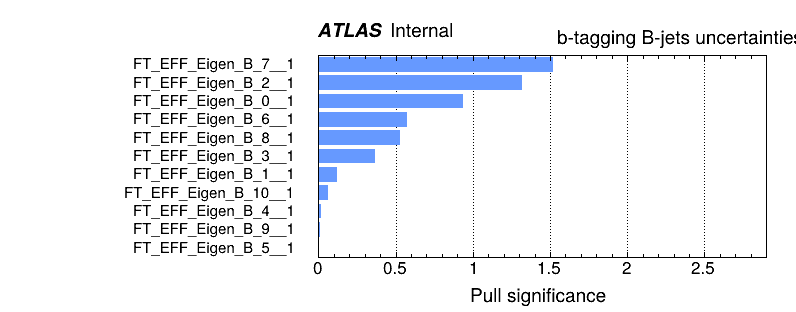 ATLAS Internal
b-tagging B-jets uncertainties
FT_EFF_Eigen_B_7__1
FT_EFF_Eigen_B_2__1
FT_EFF_Eigen_B_0__1
FT_EFF_Eigen_B_6__1
FT_EFF_Eigen_B_8__1
FT_EFF_Eigen_B_3__1
FT_EFF_Eigen_B_1__1
FT_EFF_Eigen_B_10__1
FT_EFF_Eigen_B_4__1
FT_EFF_Eigen_B_9__1
FT_EFF_Eigen_B_5__1
0 0.5 1 1.5 2 2.5
Pull significance